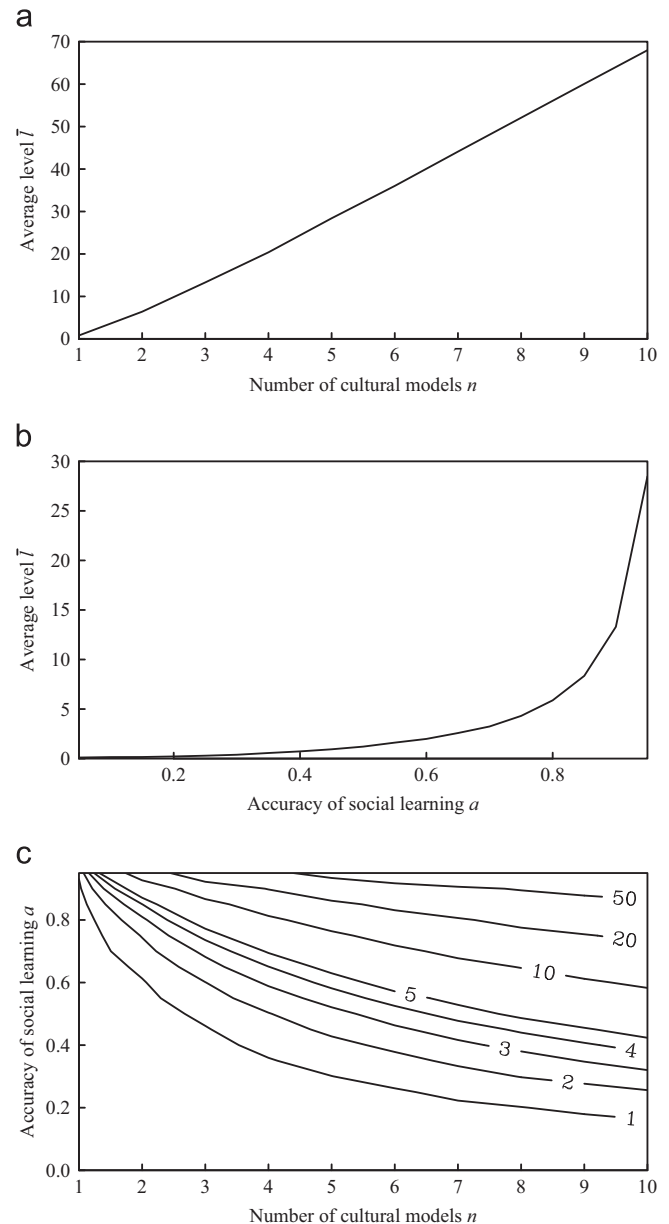 a
70
60
50
40
30
20
10
0
Average level l̄
1 2 3 4 5 6 7 8 9 10
Number of cultural models n
b
30
25
20
15
10
5
0
Average level l̄
0.2 0.4 0.6 0.8
Accuracy of social learning a
c
0.8
0.6
0.4
0.2
0.0
Accuracy of social learning a
50
20
10
5
4
3
2
1
1 2 3 4 5 6 7 8 9 10
Number of cultural models n